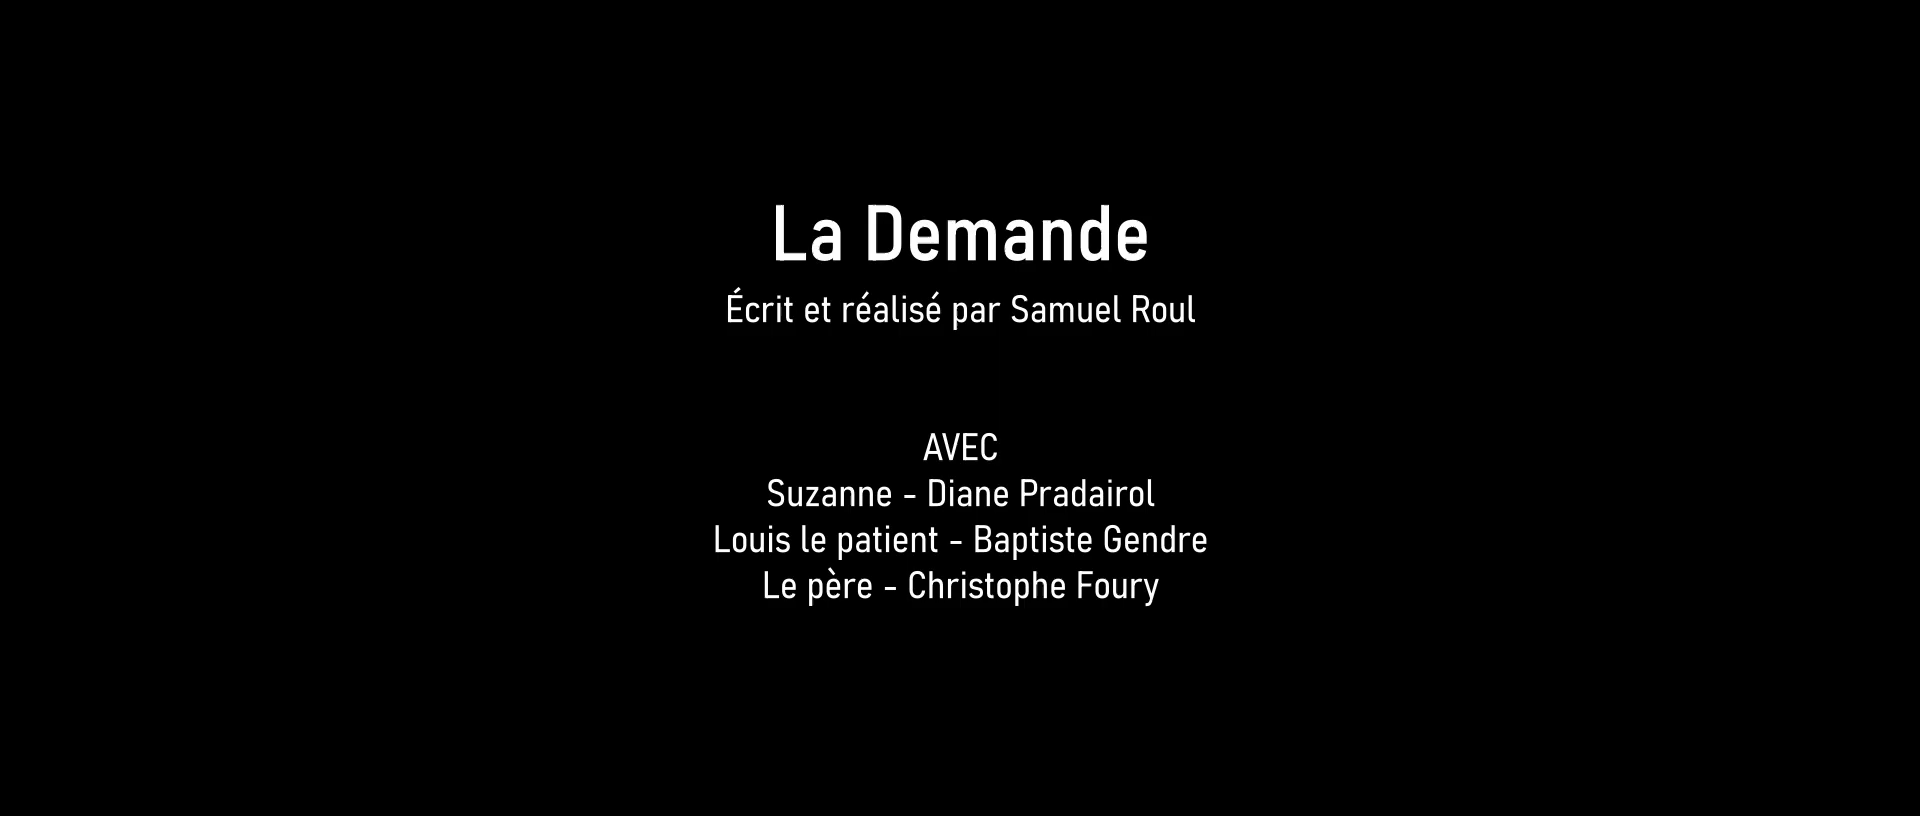 La Demande
Écrit et réalisé par Samuel Roul
AVEC
Suzanne - Diane Pradairol
Louis le patient - Baptiste Gendre
Le père - Christophe Foury